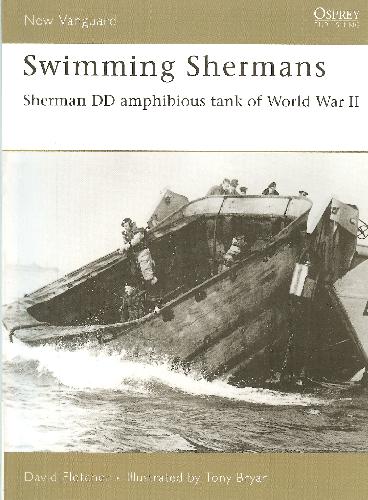 New Vanguard
OSPREY
PUBLISHING
Swimming Shermans
Sherman DD amphibious tank of World War II
David Fletcher · Illustrated by Tony Bryan